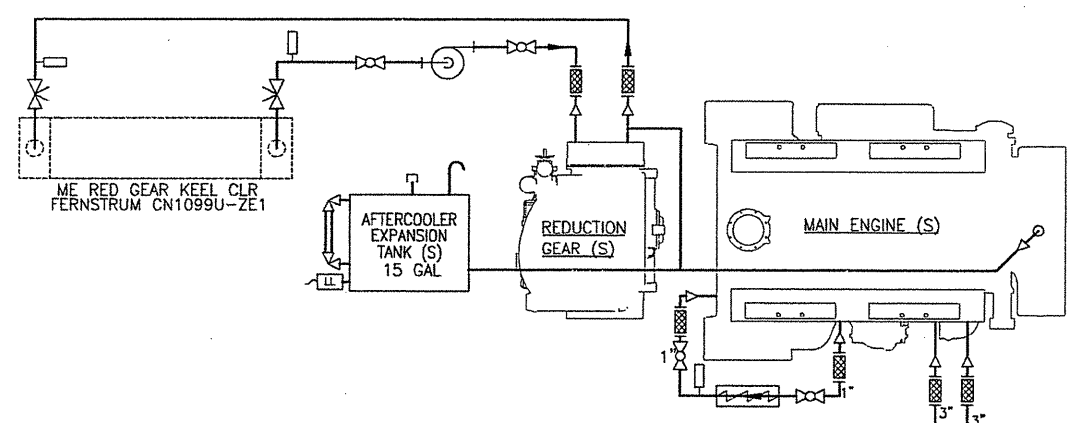 ME RED GEAR KEEL CLR
FERNSTRUM CN1099U-ZE1
AFTERCOOLER
EXPANSION
TANK (S)
15 GAL
REDUCTION
GEAR (S)
MAIN ENGINE (S)
1"
1"
3"
3"